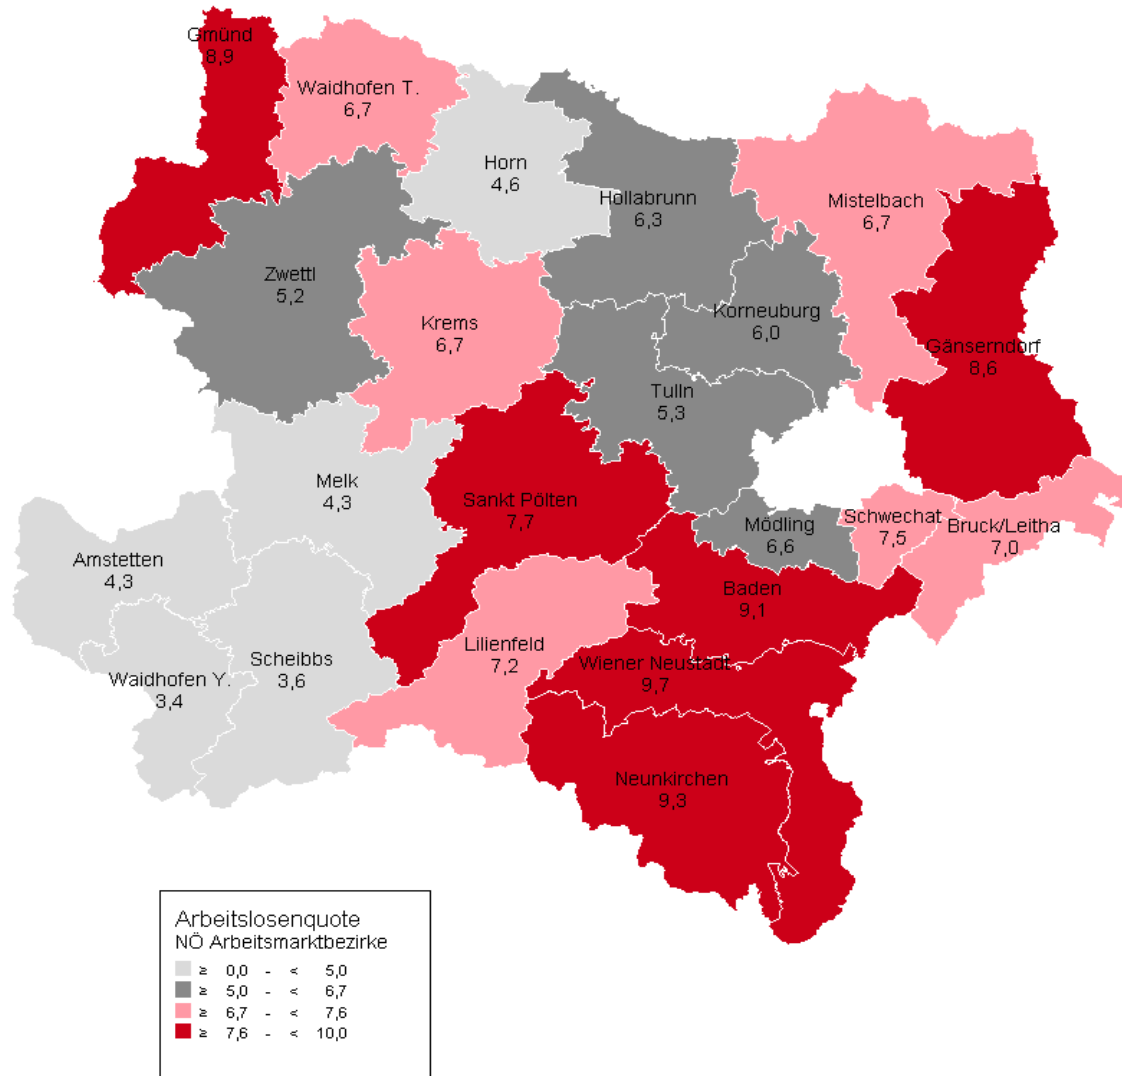 Gmünd
8,9
Waidhofen T.
6,7
Horn
4,6
Hollabrunn
6,3
Mistelbach
6,7
Zwettl
5,2
Krems
6,7
Korneuburg
6,0
Gänserndorf
8,6
Tulln
5,3
Melk
4,3
Sankt Pölten
7,7
Mödling
6,6
Schwechat
7,5
Bruck/Leitha
7,0
Amstetten
4,3
Baden
9,1
Waidhofen Y.
3,4
Scheibbs
3,6
Lilienfeld
7,2
Wiener Neustadt
9,7
Neunkirchen
9,3
Arbeitslosenquote
NÖ Arbeitsmarktbezirke
≥ 0,0 - < 5,0
≥ 5,0 - < 6,7
≥ 6,7 - < 7,6
≥ 7,6 - < 10,0